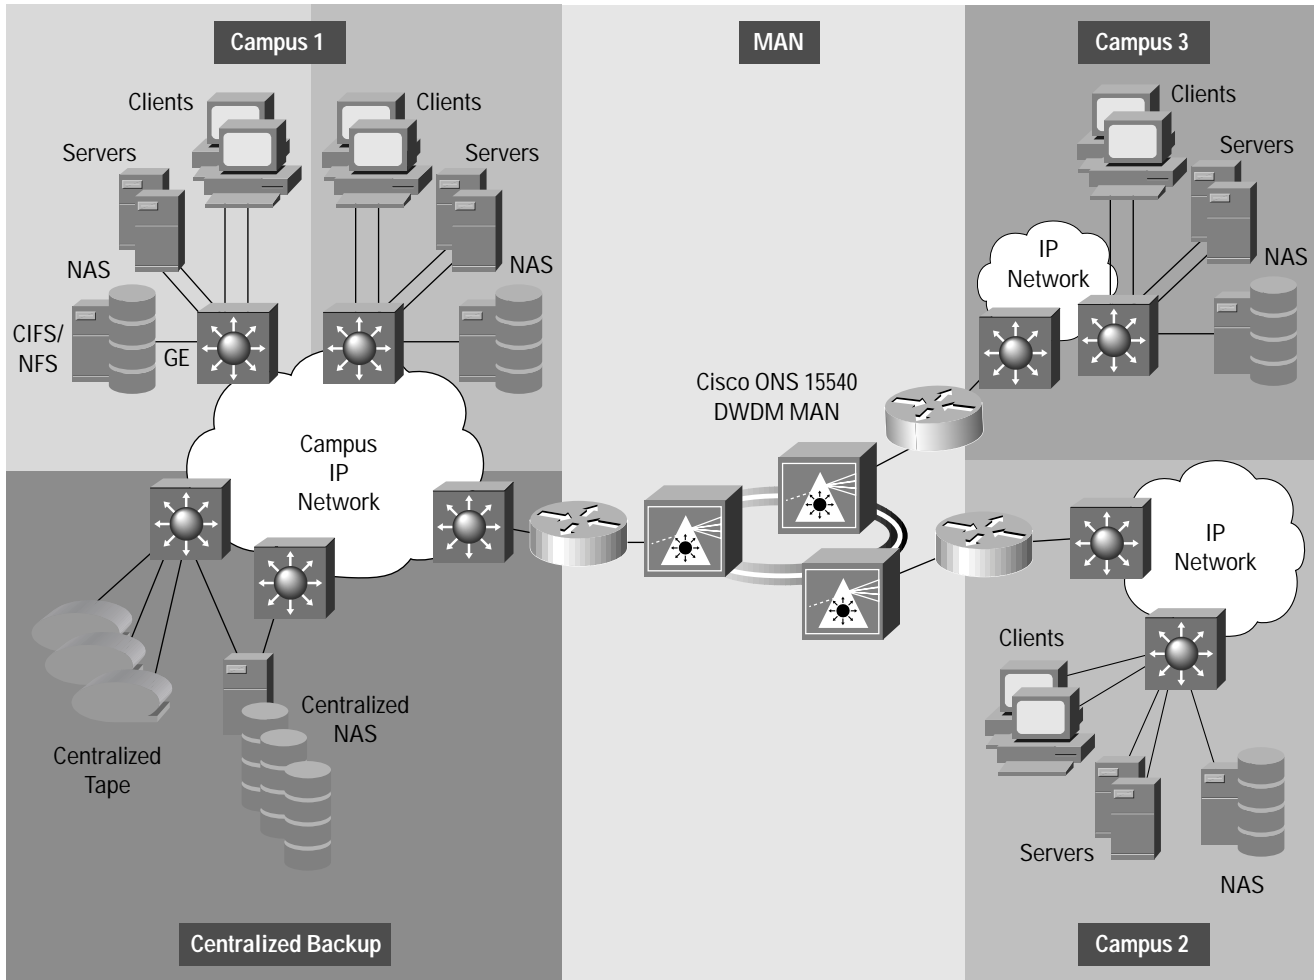 Campus 1
MAN
Campus 3
Clients
Clients
Servers
Servers
NAS
NAS
CIFS/
NFS
GE
Campus
IP
Network
Centralized
Tape
Centralized
NAS
Centralized Backup
Cisco ONS 15540
DWDM MAN
Clients
Servers
IP
Network
NAS
IP
Network
Clients
Servers
NAS
Campus 2